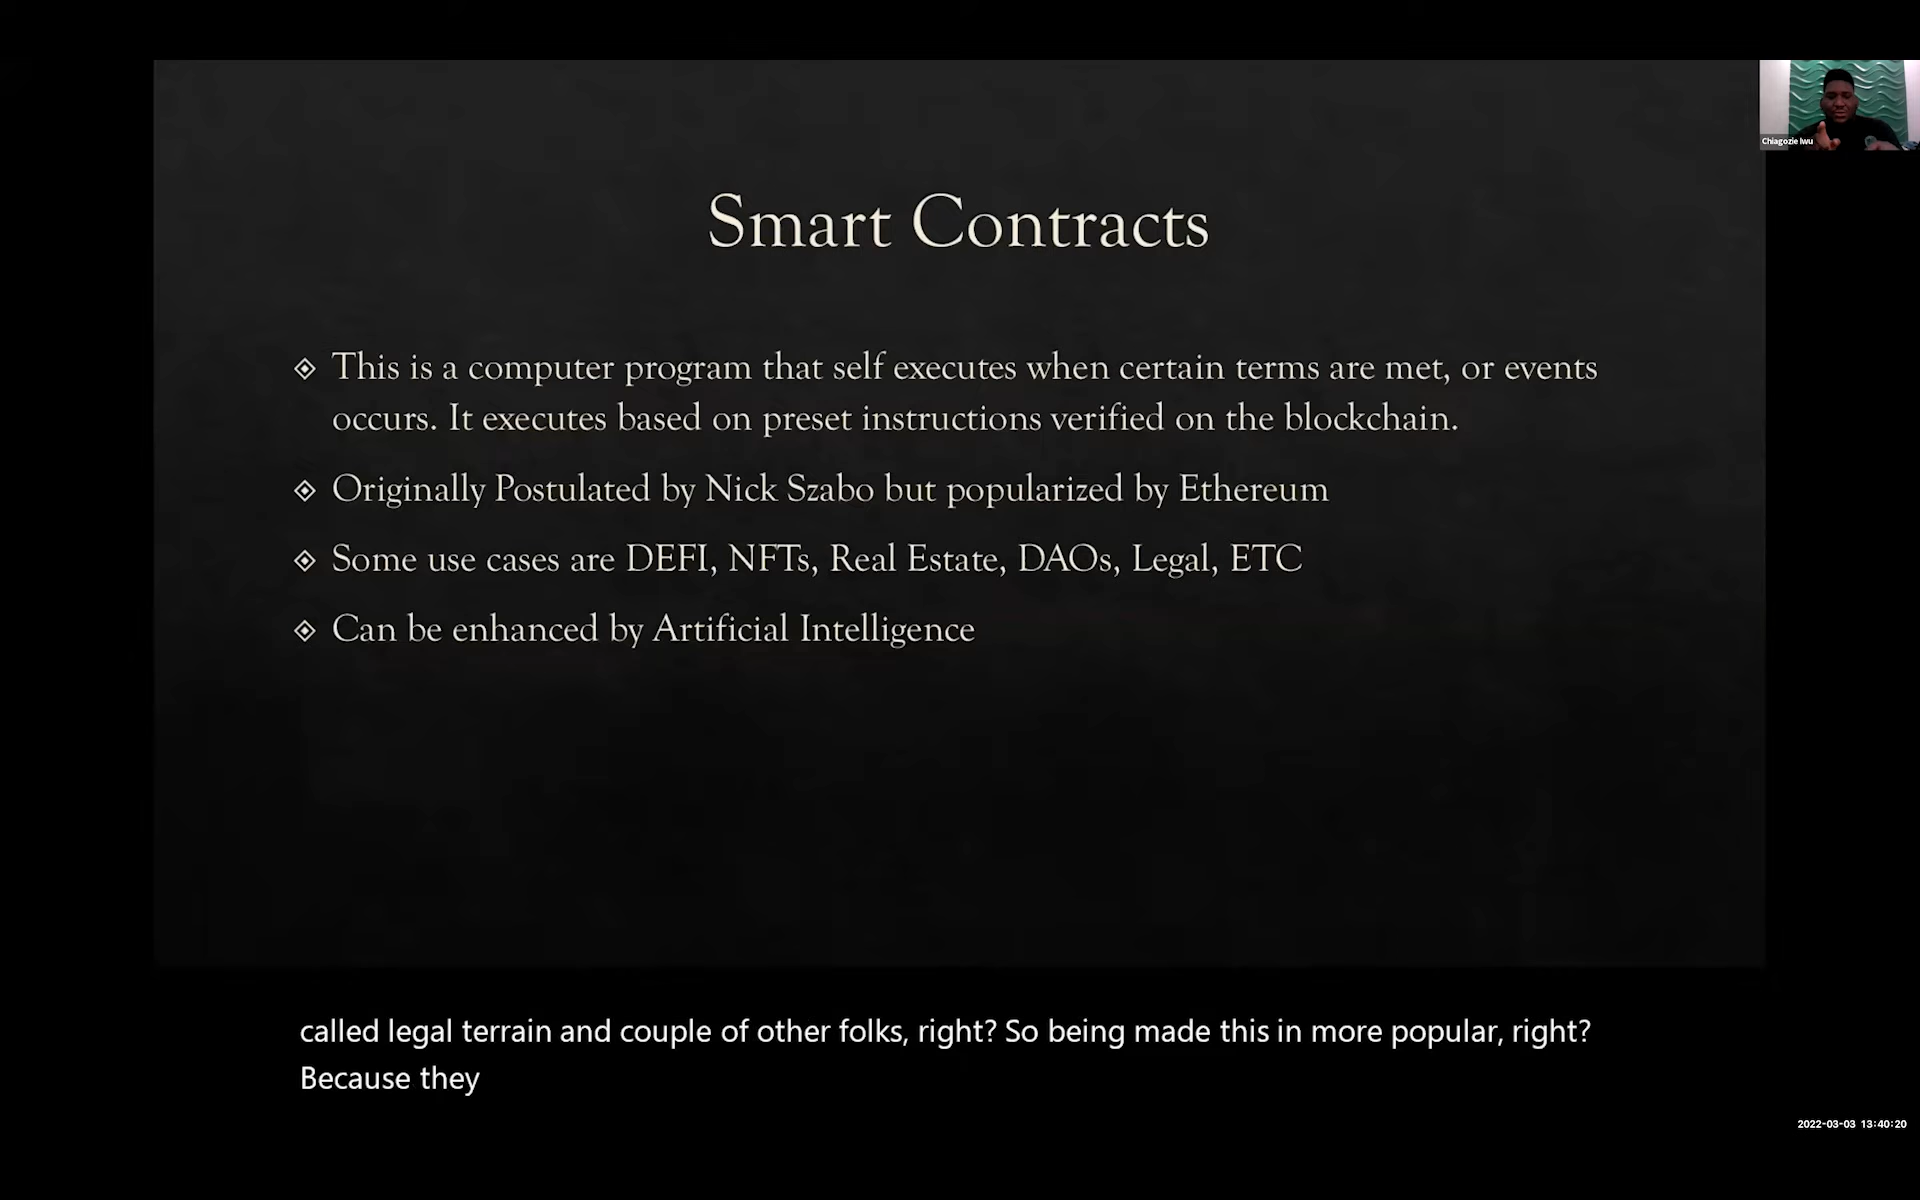 Chiagozie Iwu
Smart Contracts
This is a computer program that self executes when certain terms are met, or events
occurs. It executes based on preset instructions verified on the blockchain.
Originally Postulated by Nick Szabo but popularized by Ethereum
Some use cases are DEFI, NFTs, Real Estate, DAOs, Legal, ETC
Can be enhanced by Artificial Intelligence
called legal terrain and couple of other folks, right? So being made this in more popular, right?
Because they
2022-03-03 13:40:20